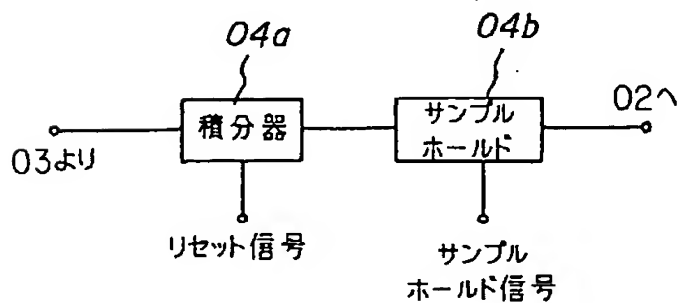 04a
04b
積分器
サンプル
ホールド
03より
02へ
リセット信号
サンプル
ホールド信号